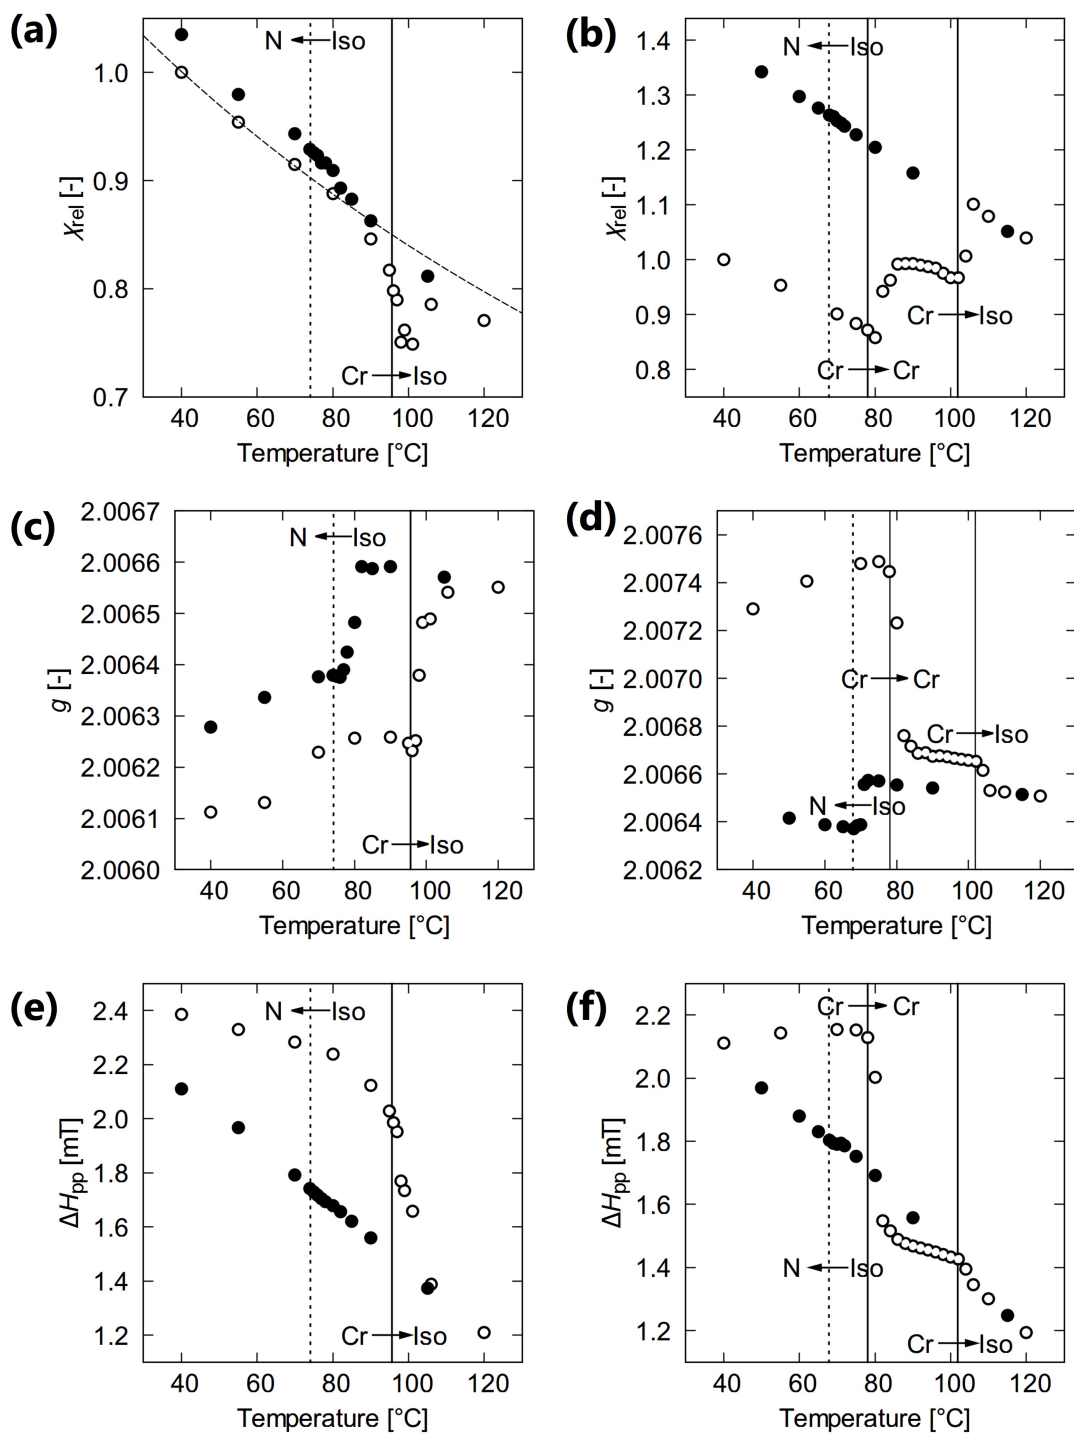 (a)
N ← Iso
1.0
0.9
0.8
0.7
χrel [-]
Cr → Iso
40 60 80 100 120
Temperature [°C]
(b)
N ← Iso
1.4
1.3
1.2
1.1
1.0
0.9
0.8
χrel [-]
Cr → Iso
Cr → Cr
40 60 80 100 120
Temperature [°C]
(c)
2.0067
2.0066
2.0065
2.0064
2.0063
2.0062
2.0061
2.0060
g [-]
N ← Iso
Cr → Iso
40 60 80 100 120
Temperature [°C]
(d)
2.0076
2.0074
2.0072
2.0070
2.0068
2.0066
2.0064
2.0062
g [-]
Cr → Cr
Cr → Iso
N ← Iso
40 60 80 100 120
Temperature [°C]
(e)
2.4
2.2
2.0
1.8
1.6
1.4
1.2
ΔHpp [mT]
N ← Iso
Cr → Iso
40 60 80 100 120
Temperature [°C]
(f)
2.2
2.0
1.8
1.6
1.4
1.2
ΔHpp [mT]
Cr → Cr
N ← Iso
Cr → Iso
40 60 80 100 120
Temperature [°C]